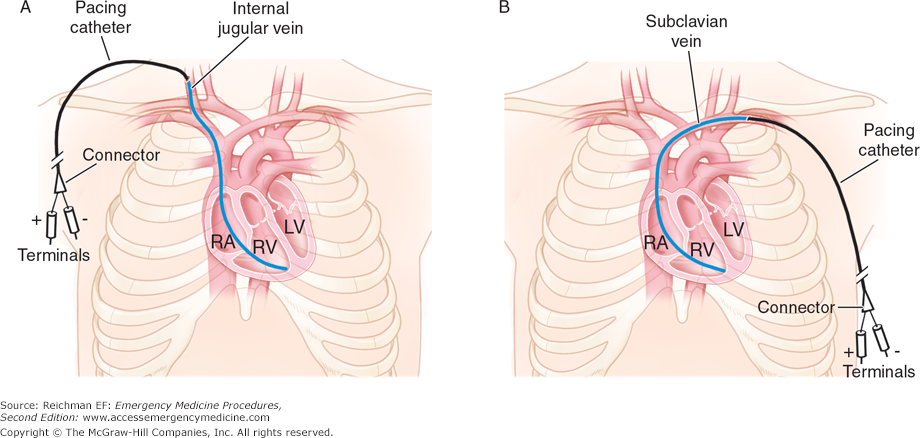 A
Pacing
catheter
Internal
jugular vein
Connector
+
-
Terminals
RA
RV
LV
B
Subclavian
vein
Pacing
catheter
RA
RV
LV
Connector
+
-
Terminals
Source: Reichman EF: Emergency Medicine Procedures,
Second Edition: www.accessemergencymedicine.com
Copyright © The McGraw-Hill Companies, Inc. All rights reserved.